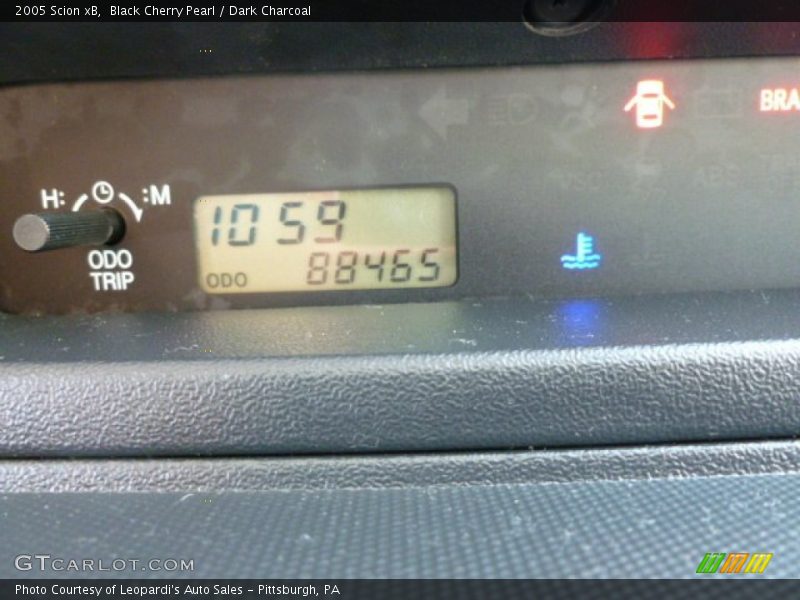 2005 Scion xB,  Black Cherry Pearl / Dark Charcoal
BRA
H: :M
10 59
ODO
TRIP
ODO 88465
GTCARLOT.COM
Photo Courtesy of Leopardi's Auto Sales - Pittsburgh, PA